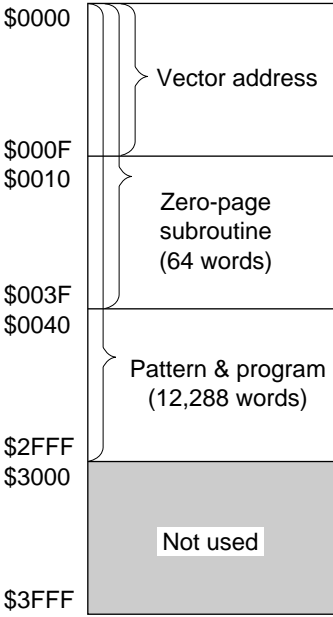 $0000
Vector address
$000F
$0010
Zero-page
subroutine
(64 words)
$003F
$0040
Pattern & program
(12,288 words)
$2FFF
$3000
Not used
$3FFF